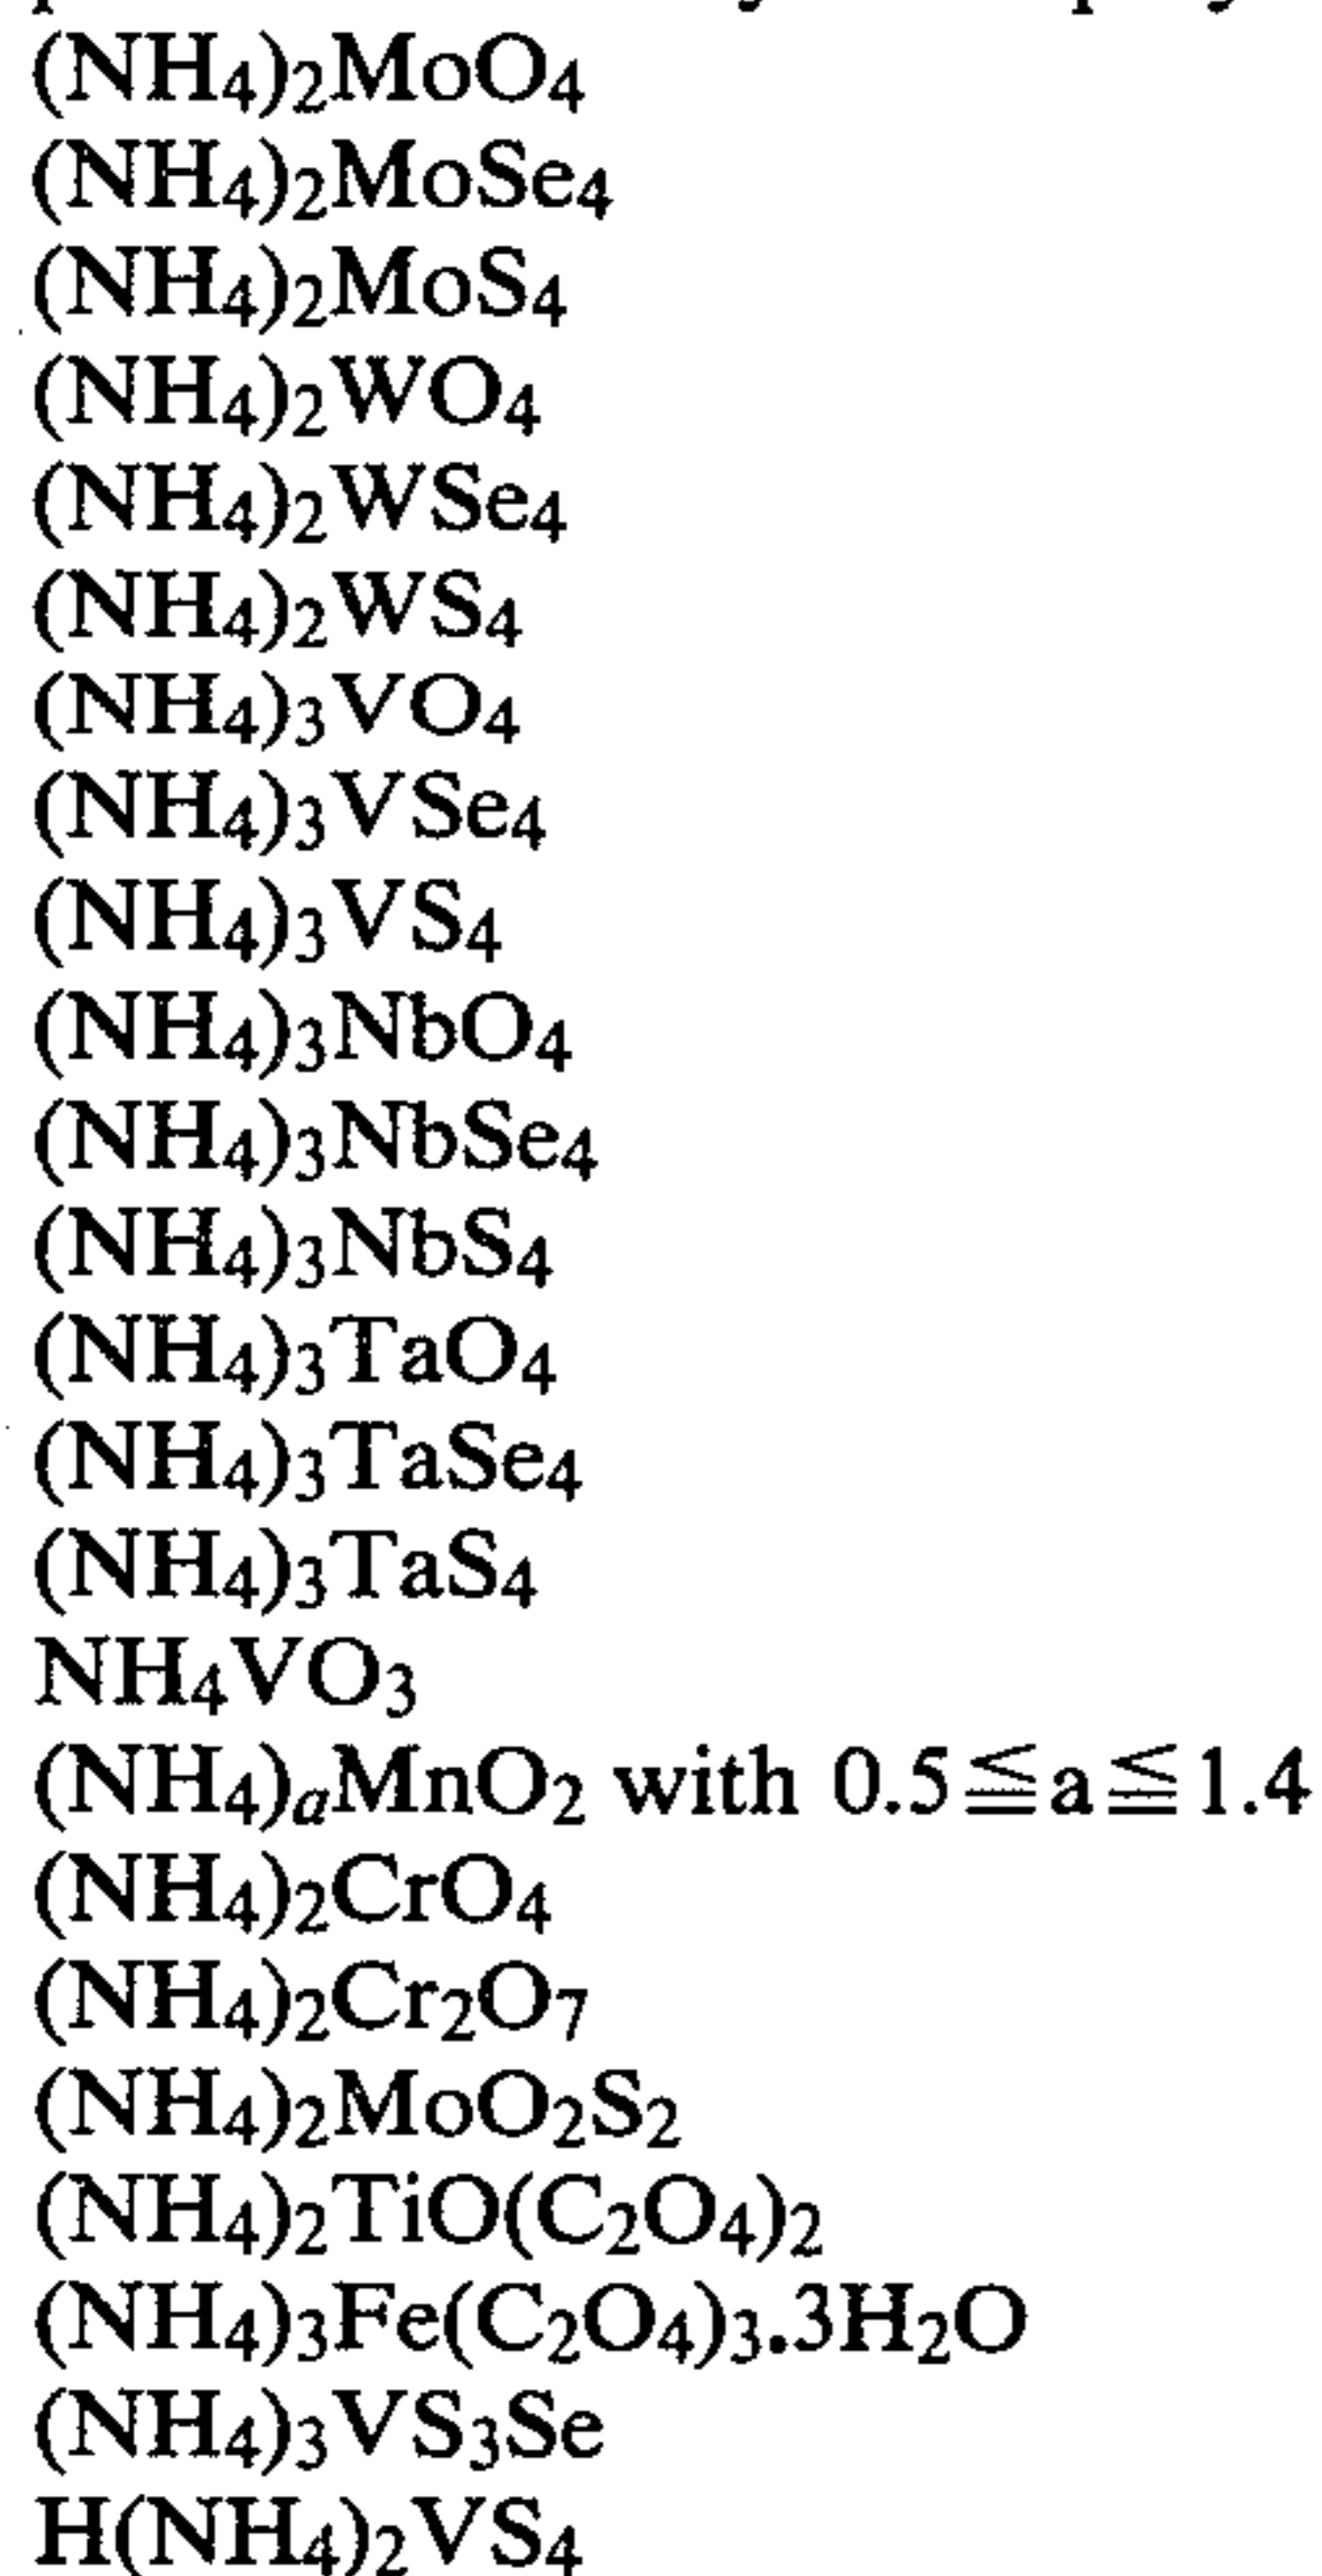 (NH₄)₂MoO₄
(NH₄)₂MoSe₄
(NH₄)₂MoS₄
(NH₄)₂WO₄
(NH₄)₂WSe₄
(NH₄)₂WS₄
(NH₄)₃VO₄
(NH₄)₃VSe₄
(NH₄)₃VS₄
(NH₄)₃NbO₄
(NH₄)₃NbSe₄
(NH₄)₃NbS₄
(NH₄)₃TaO₄
(NH₄)₃TaSe₄
(NH₄)₃TaS₄
NH₄VO₃
(NH₄)ₐMnO₂ with 0.5≦a≦1.4
(NH₄)₂CrO₄
(NH₄)₂Cr₂O₇
(NH₄)₂MoO₂S₂
(NH₄)₂TiO(C₂O₄)₂
(NH₄)₃Fe(C₂O₄)₃.3H₂O
(NH₄)₃VS₃Se
H(NH₄)₂VS₄